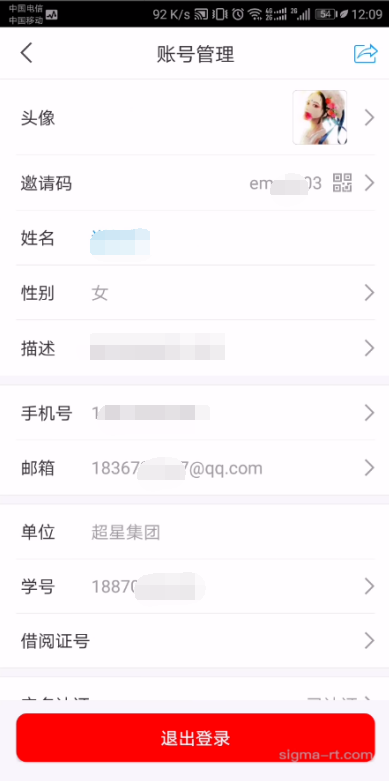 中国电信
中国移动
92 K/s 54 12:09
账号管理
头像
邀请码 em 03
姓名
性别 女
描述
手机号 1
邮箱 18367 7@qq.com
单位 超星集团
学号 18870
借阅证号
退出登录
sigma-rt.com